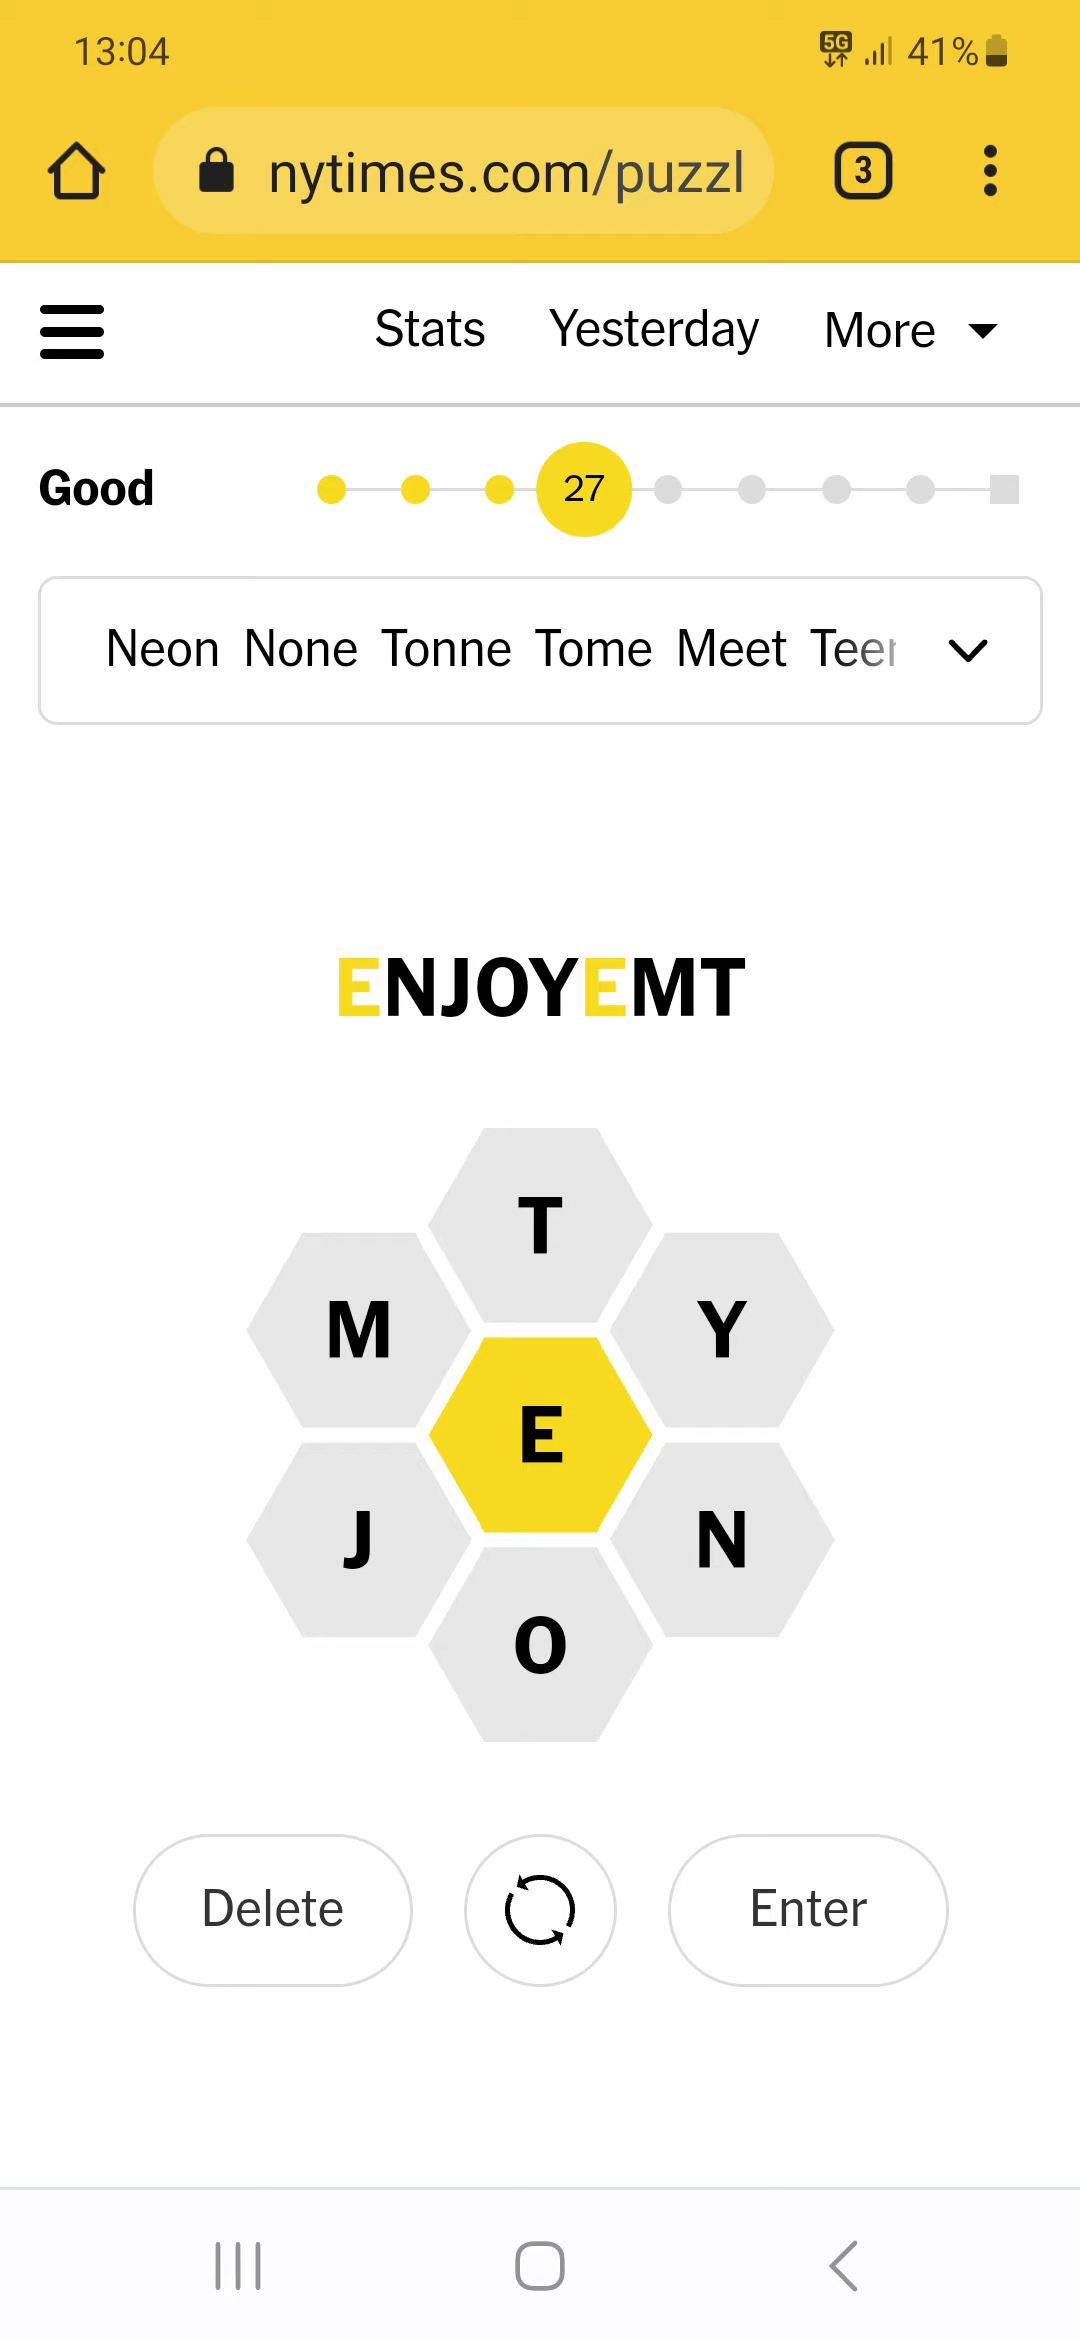 13:04 5G 41%
nytimes.com/puzzl 3
Stats Yesterday More
Good 27
Neon None Tonne Tome Meet Teen
ENJOYEMT
T
M Y
E
J N
O
Delete Enter